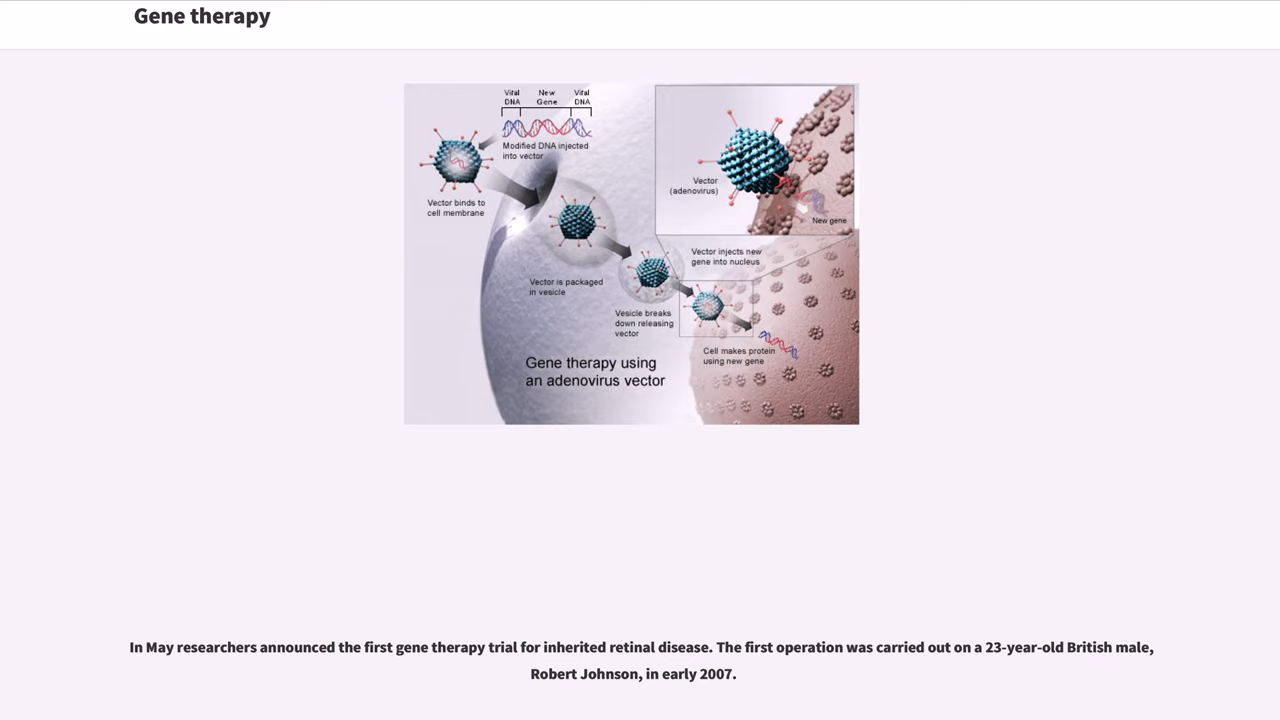 Gene therapy
Viral New Viral
DNA Gene DNA
Modified DNA injected
into vector
Vector binds to
cell membrane
Vector
(adenovirus)
New gene
Vector injects new
gene into nucleus
Vector is packaged
in vesicle
Vesicle breaks
down releasing
vector
Cell makes protein
using new gene
Gene therapy using
an adenovirus vector
In May researchers announced the first gene therapy trial for inherited retinal disease. The first operation was carried out on a 23-year-old British male,
Robert Johnson, in early 2007.